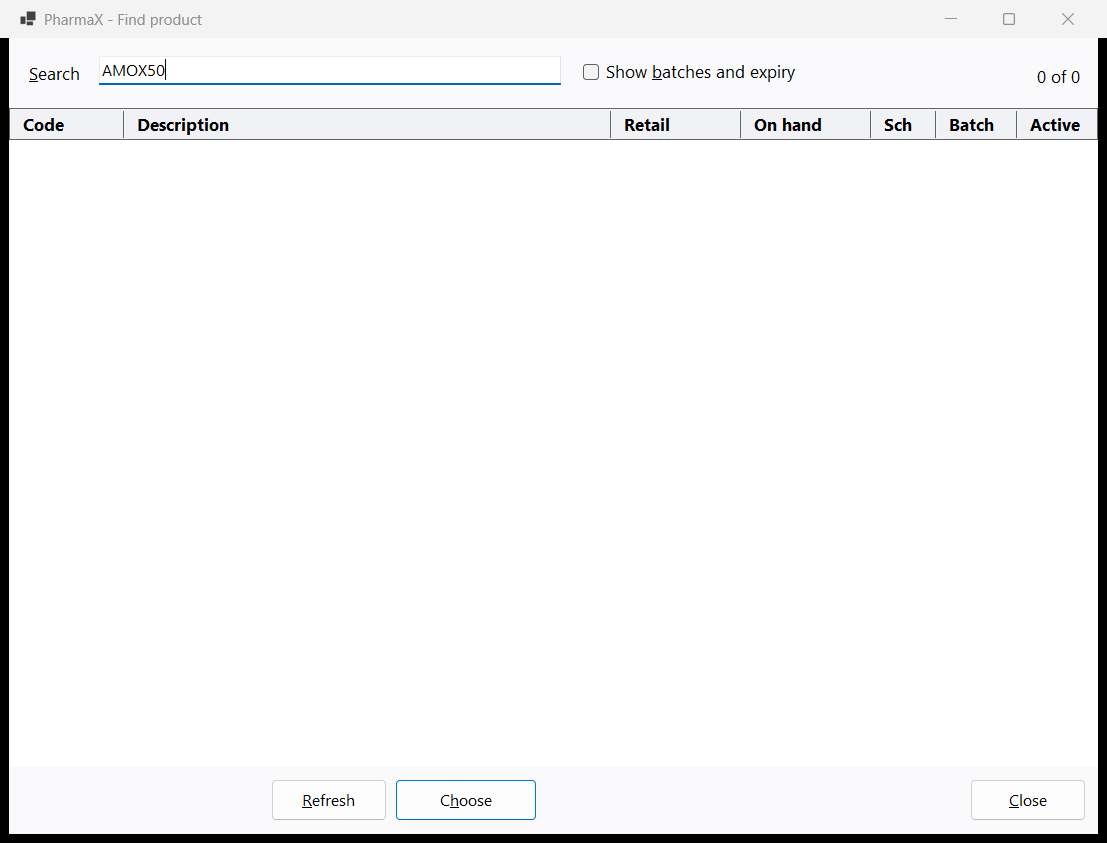 PharmaX - Find product
Search AMOX50 Show batches and expiry 0 of 0
Code Description Retail On hand Sch Batch Active
Refresh Choose Close